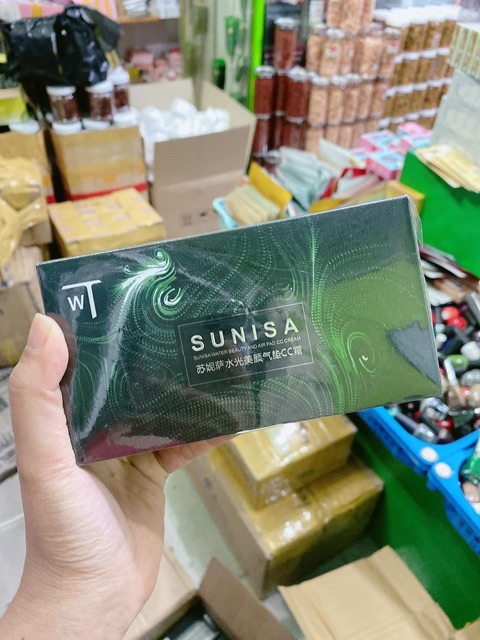 WT
SUNISA
SUNISA WATER BEAUTY AND AIR PAD CC CREAM
苏妮萨水光美颜气垫CC霜